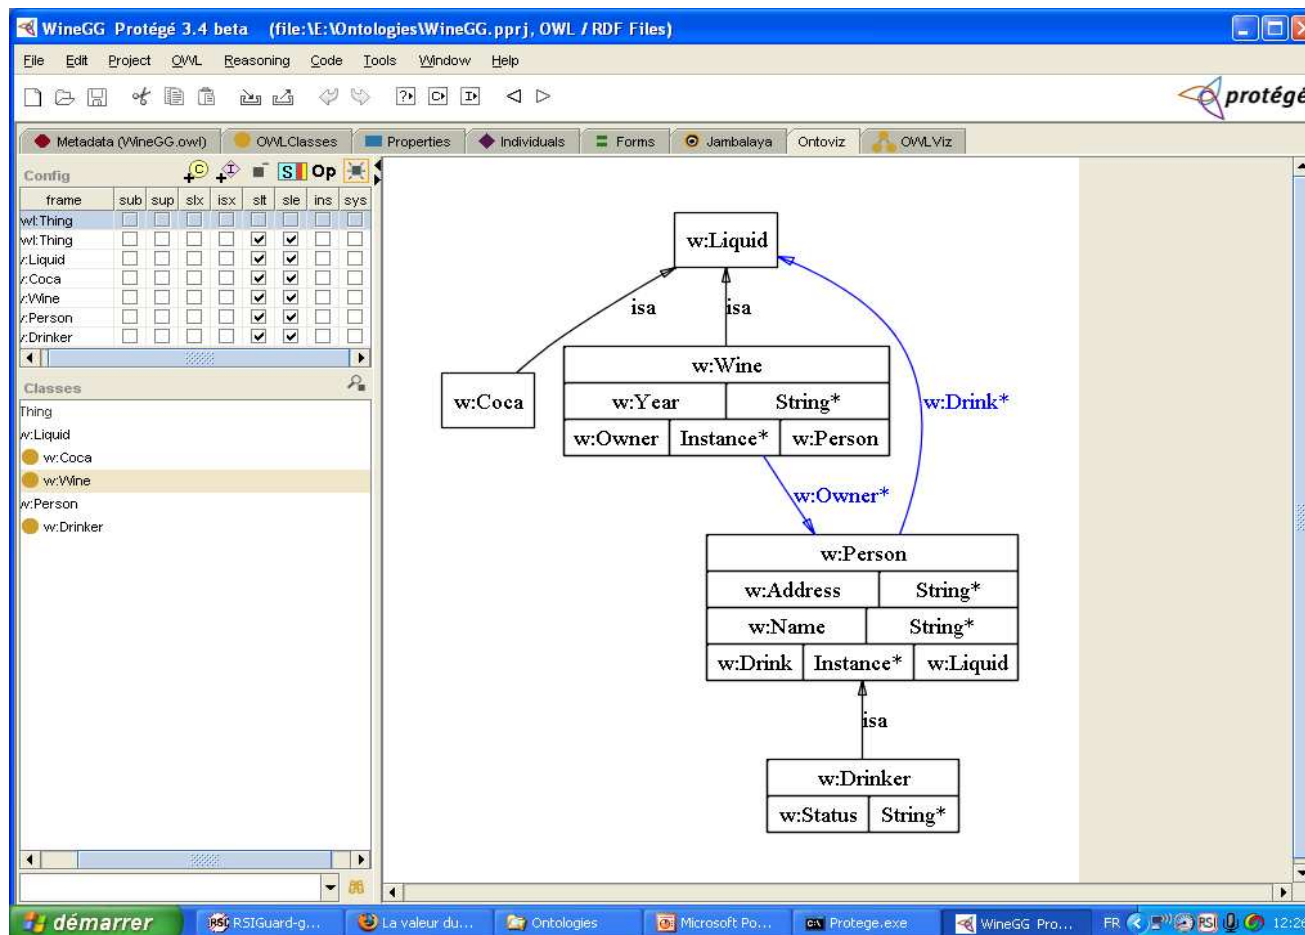 WineGG Protégé 3.4 beta (file:\E:\Ontologies\WineGG.pprj, OWL / RDF Files)
File Edit Project OWL Reasoning Code Tools Window Help
protégé
Metadata (WineGG.owl) OWLClasses Properties Individuals Forms Jambalaya Ontoviz OWLViz
Config C I S Op
frame sub sup slx isx slt sle ins sys
wl:Thing
wl:Thing
:Liquid
:Coca
:Wine
:Person
:Drinker
Classes
Thing
w:Liquid
w:Coca
w:Wine
w:Person
w:Drinker
w:Liquid
isa isa
w:Coca
w:Wine
w:Year String*
w:Owner Instance* w:Person
w:Drink*
w:Owner*
w:Person
w:Address String*
w:Name String*
w:Drink Instance* w:Liquid
isa
w:Drinker
w:Status String*
démarrer RSIGuard-g... La valeur du... Ontologies Microsoft Po... Protege.exe WineGG Pro... FR RSI 12:26